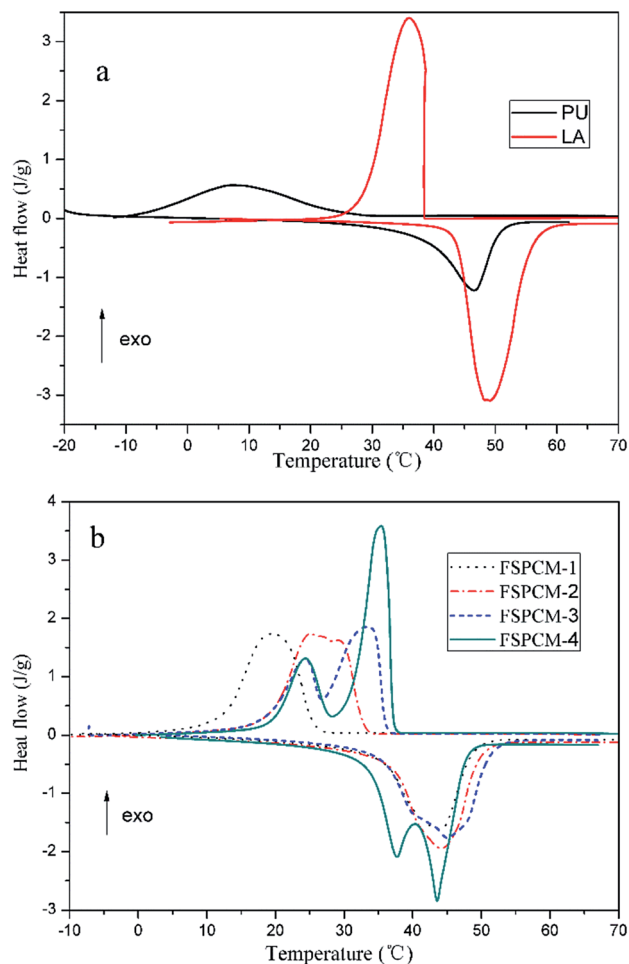 a
3
2
1
0
-1
-2
-3
Heat flow (J/g)
PU
LA
exo
-20 -10 0 10 20 30 40 50 60 70
Temperature (℃)
b
4
3
2
1
0
-1
-2
-3
Heat flow (J/g)
FSPCM-1
FSPCM-2
FSPCM-3
FSPCM-4
exo
-10 0 10 20 30 40 50 60 70
Temperature (℃)